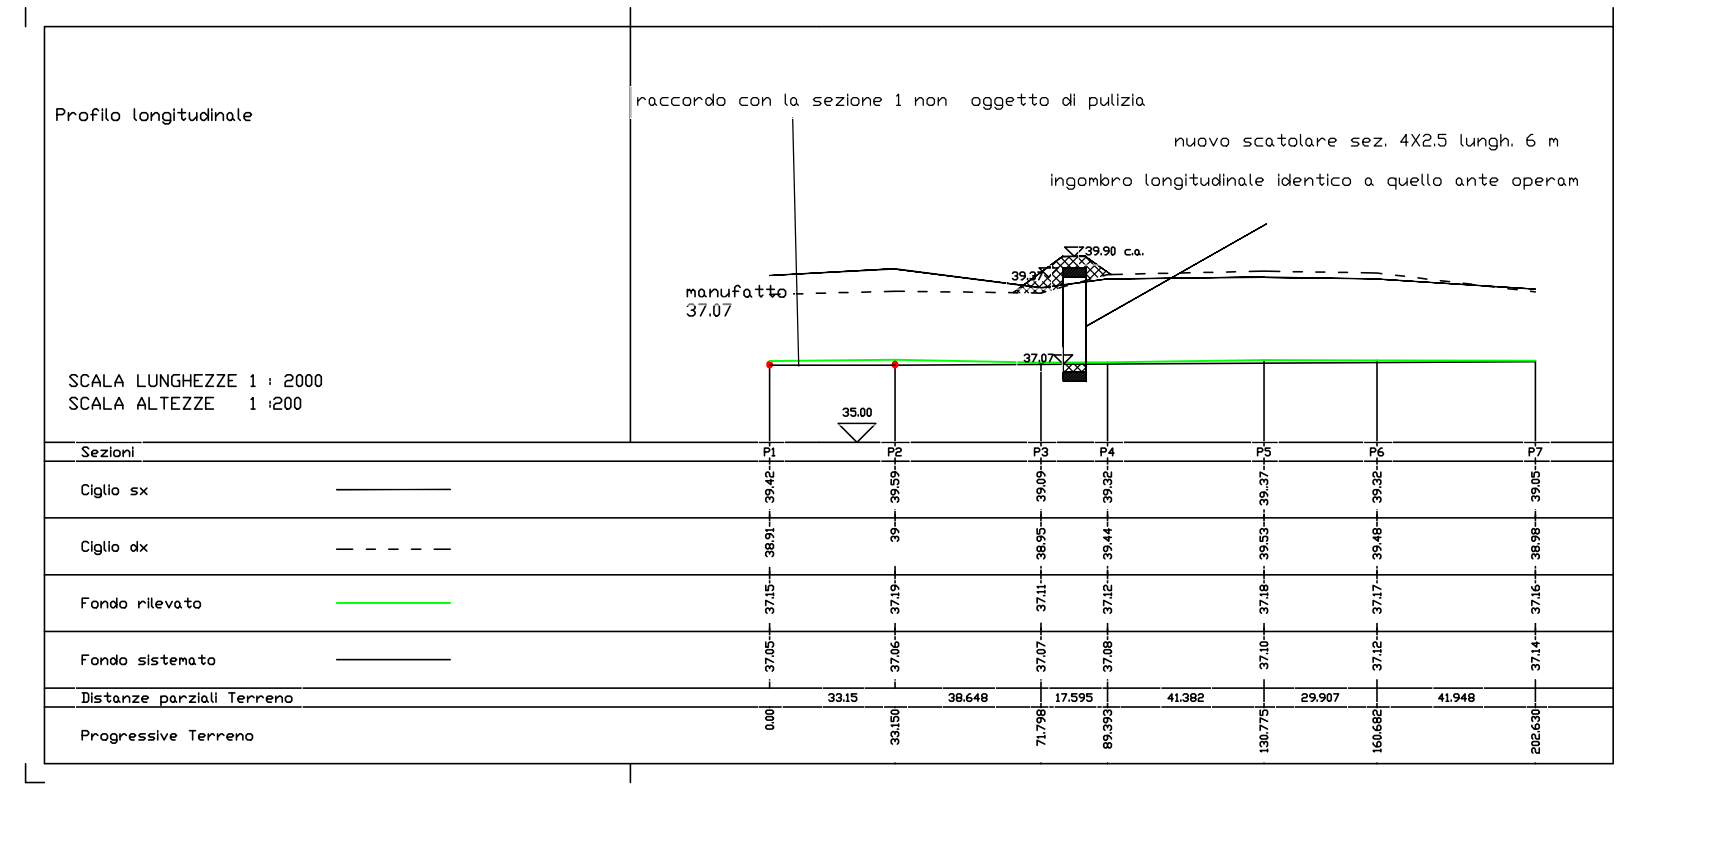 Profilo longitudinale
raccordo con la sezione 1 non oggetto di pulizia
nuovo scatolare sez. 4X2.5 lungh. 6 m
ingombro longitudinale identico a quello ante operam
39.90 c.a.
39.37
manufatto
37.07
37.07
SCALA LUNGHEZZE 1 : 2000
SCALA ALTEZZE 1 :200
35.00
Sezioni P1 P2 P3 P4 P5 P6 P7
Ciglio sx 39.42 39.59 39.09 39.32 39..37 39.32 39.05
Ciglio dx 38.91 39 38.95 39.44 39.53 39.48 38.98
Fondo rilevato 37.15 37.19 37.11 37.12 37.18 37.17 37.16
Fondo sistemato 37.05 37.06 37.07 37.08 37.10 37.12 37.14
Distanze parziali Terreno 33.15 38.648 17.595 41.382 29.907 41.948
Progressive Terreno 0.00 33.150 71.798 89.393 130.775 160.682 202.630